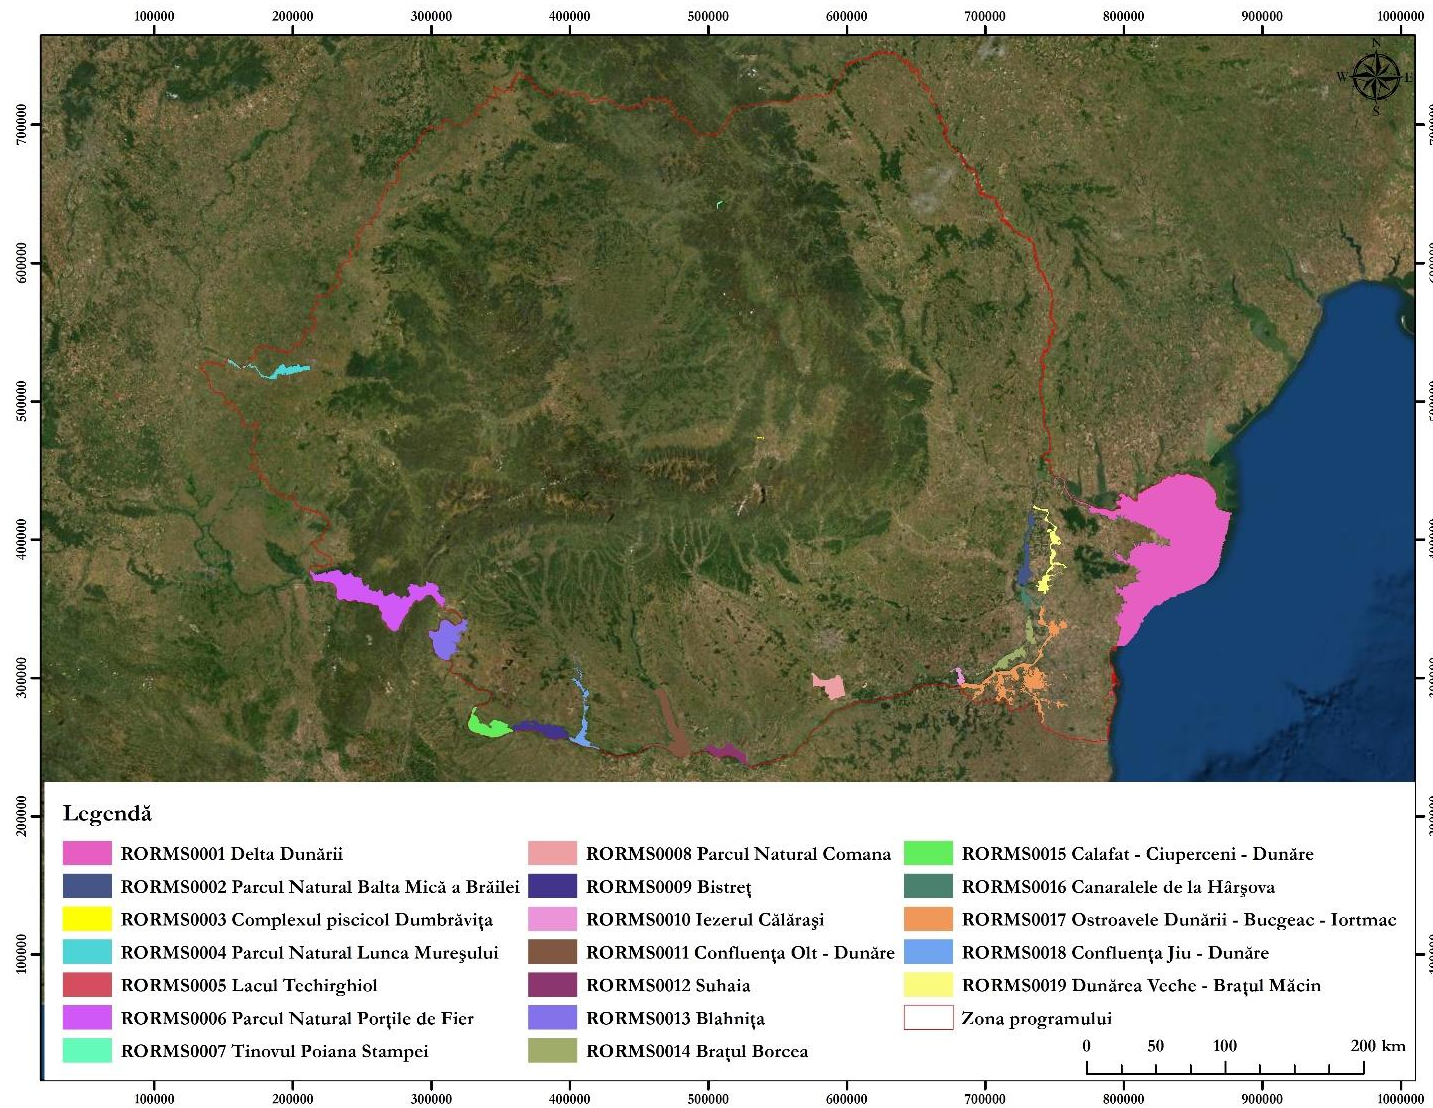 100000 200000 300000 400000 500000 600000 700000 800000 900000 1000000
N
W E
S
700000
600000
500000
400000
300000
200000
100000
Legendă
RORMS0001 Delta Dunării
RORMS0002 Parcul Natural Balta Mică a Brăilei
RORMS0003 Complexul piscicol Dumbrăviţa
RORMS0004 Parcul Natural Lunca Mureşului
RORMS0005 Lacul Techirghiol
RORMS0006 Parcul Natural Porţile de Fier
RORMS0007 Tinovul Poiana Stampei
RORMS0008 Parcul Natural Comana
RORMS0009 Bistreţ
RORMS0010 Iezerul Călăraşi
RORMS0011 Confluenţa Olt - Dunăre
RORMS0012 Suhaia
RORMS0013 Blahniţa
RORMS0014 Braţul Borcea
RORMS0015 Calafat - Ciuperceni - Dunăre
RORMS0016 Canaralele de la Hârşova
RORMS0017 Ostroavele Dunării - Bucgeac - Iortmac
RORMS0018 Confluenţa Jiu - Dunăre
RORMS0019 Dunărea Veche - Braţul Măcin
Zona programului
0 50 100 200 km
100000 200000 300000 400000 500000 600000 700000 800000 900000 1000000